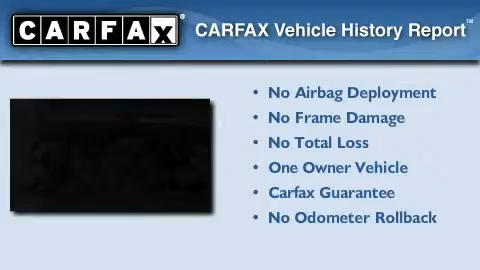 CARFAX® CARFAX Vehicle History Report™
• No Airbag Deployment
• No Frame Damage
• No Total Loss
• One Owner Vehicle
• Carfax Guarantee
• No Odometer Rollback